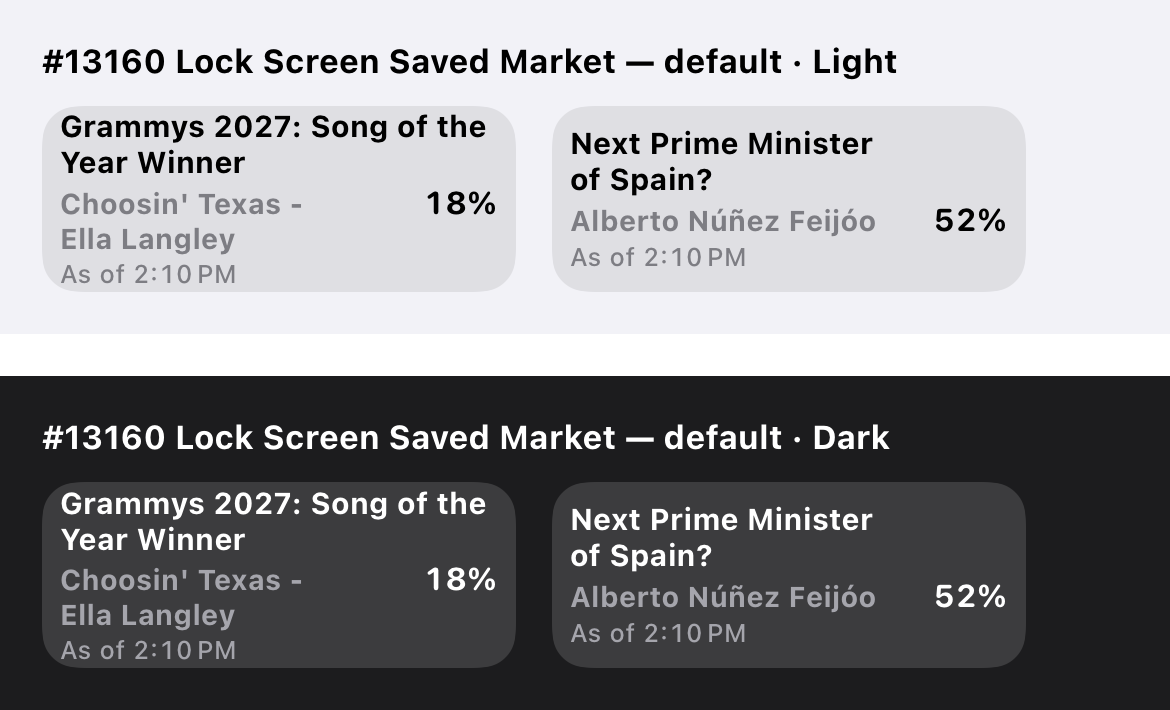 #13160 Lock Screen Saved Market — default · Light
Grammys 2027: Song of the
Year Winner
Choosin' Texas -
Ella Langley
18%
As of 2:10 PM
Next Prime Minister
of Spain?
Alberto Núñez Feijóo
52%
As of 2:10 PM
#13160 Lock Screen Saved Market — default · Dark
Grammys 2027: Song of the
Year Winner
Choosin' Texas -
Ella Langley
18%
As of 2:10 PM
Next Prime Minister
of Spain?
Alberto Núñez Feijóo
52%
As of 2:10 PM